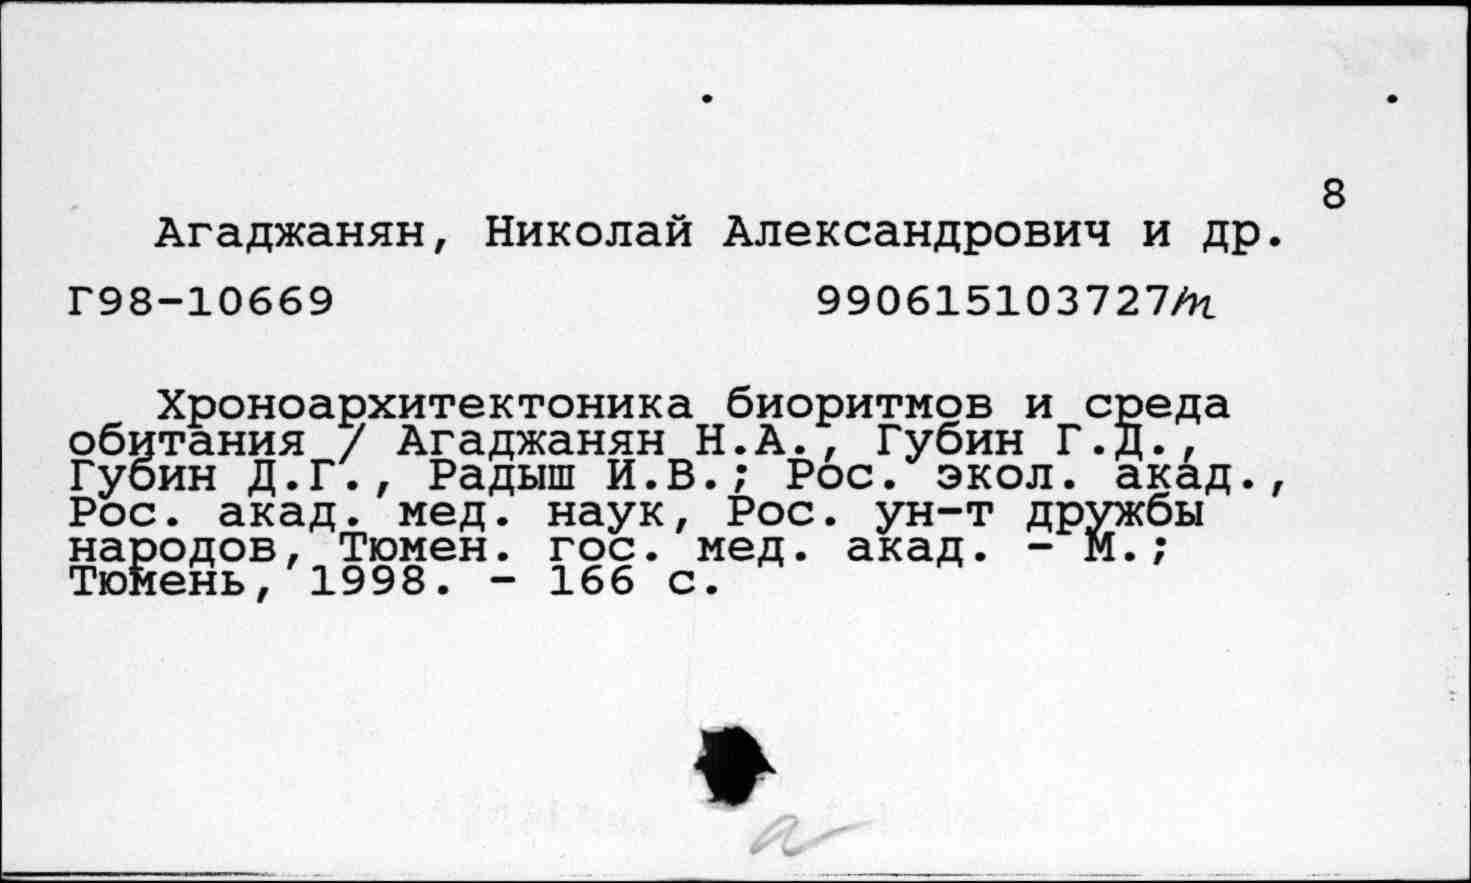 8
Агаджанян, Николай Александрович и др.
Г98-10669 990615103727/m
Хроноархитектоника биоритмов и среда
обитания / Агаджанян Н.А., Губин Г.Д.,
Губин Д.Г., Радыш И.В.; Рос. экол. акад.,
Рос. акад. мед. наук, Рос. ун-т дружбы
народов, Тюмен. гос. мед. акад. - М.;
Тюмень, 1998. - 166 с.
a